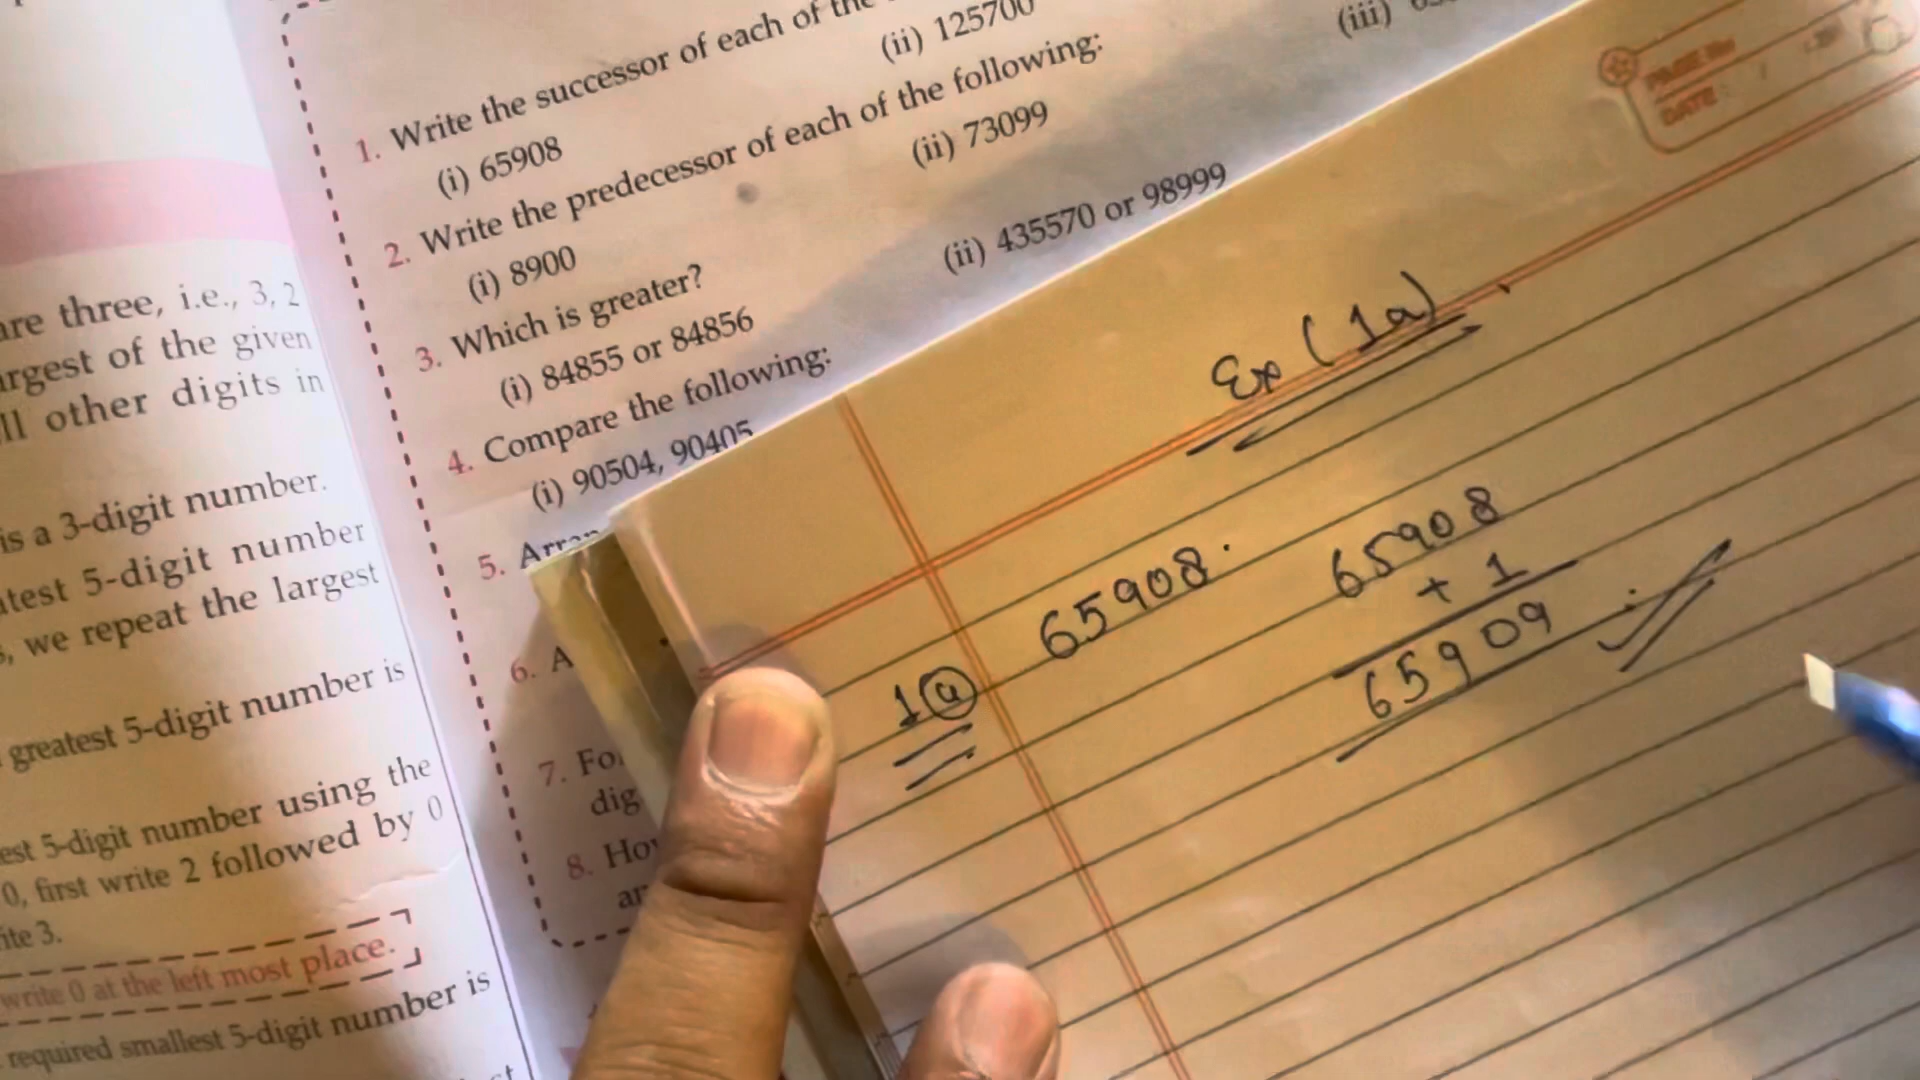 are three, i.e., 3, 2
largest of the given
all other digits in
is a 3-digit number.
atest 5-digit number
, we repeat the largest
greatest 5-digit number is
est 5-digit number using the
0, first write 2 followed by 0
ite 3.
write 0 at the left most place.
required smallest 5-digit number is
1. Write the successor of each of the
(i) 65908
(ii) 125700
(iii)
2. Write the predecessor of each of the following:
(i) 8900
(ii) 73099
3. Which is greater?
(i) 84855 or 84856
(ii) 435570 or 98999
4. Compare the following:
(i) 90504, 90405
5. Arran
6. A
7. Fo
dig
8. How
ar
PAGE No
DATE
Ex (1a)
1 a 65908.
65908
+ 1
65909